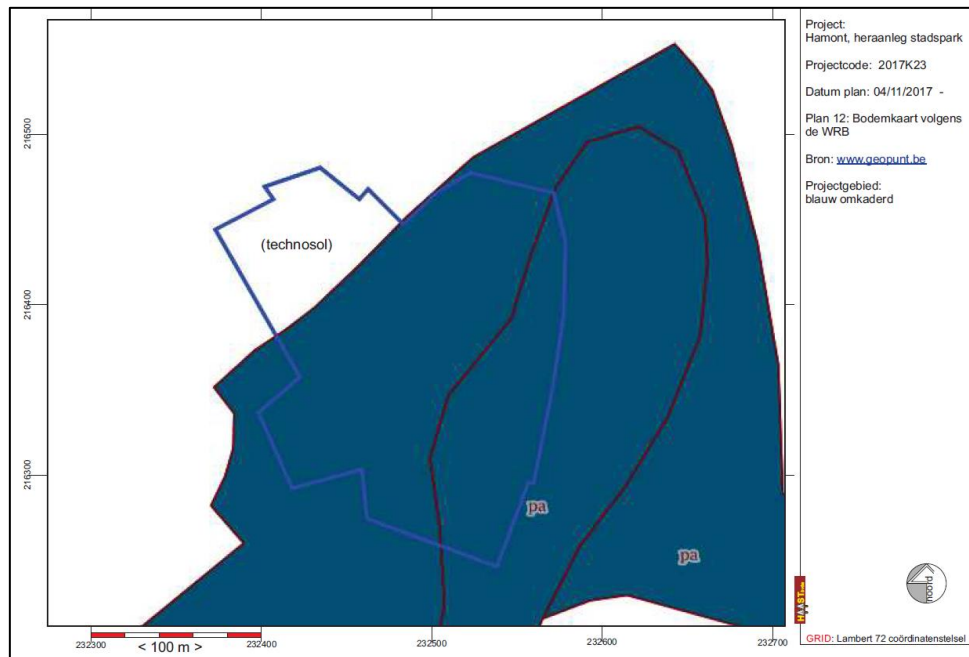 Project:
Hamont, heraanleg stadspark
Projectcode: 2017K23
Datum plan: 04/11/2017 -
Plan 12: Bodemkaart volgens
de WRB
Bron: www.geopunt.be
Projectgebied:
blauw omkaderd
216500
216400
216300
(technosol)
pa
pa
232300
232400
232500
232600
232700
< 100 m >
noord
GRID: Lambert 72 coördinatenstelsel